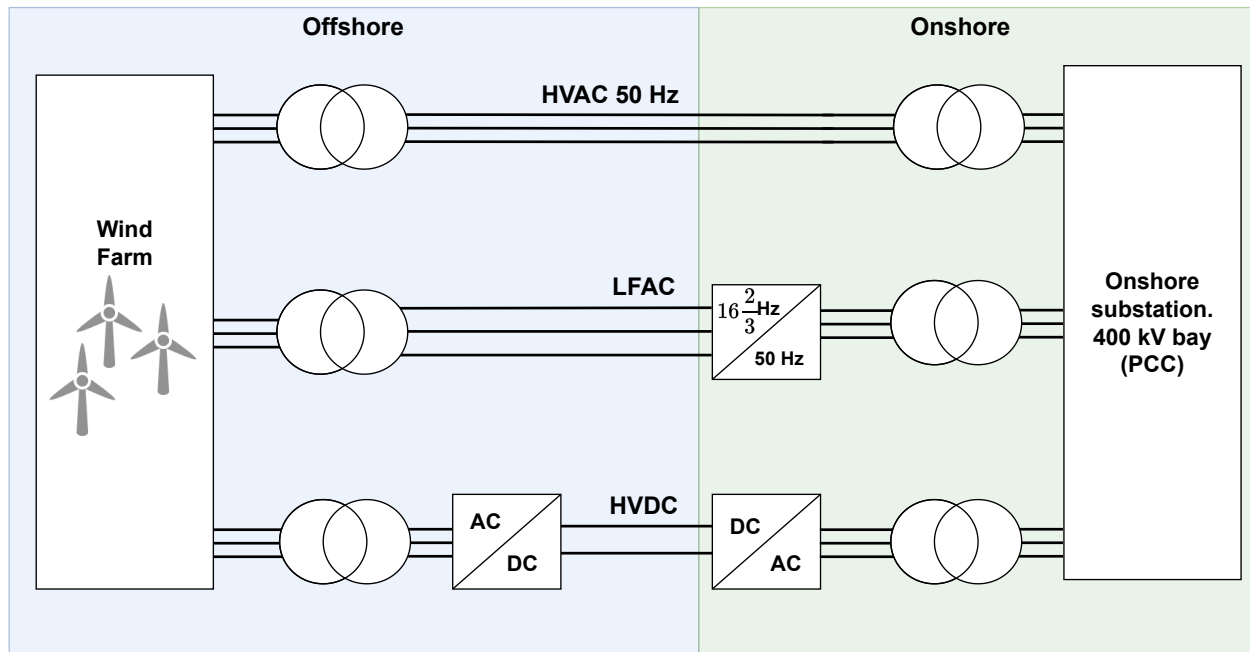 Offshore
Onshore
HVAC 50 Hz
Wind
Farm
LFAC
16 2/3 Hz
50 Hz
Onshore
substation.
400 kV bay
(PCC)
HVDC
AC
DC
DC
AC